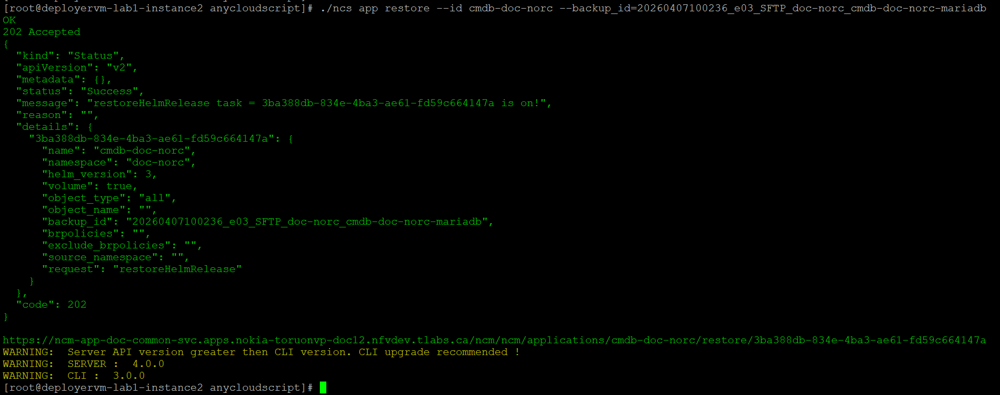 [root@deployervm-lab1-instance2 anycloudscript]# ./ncs app restore --id cmdb-doc-norc --backup_id=20260407100236_e03_SFTP_doc-norc_cmdb-doc-norc-mariadb
OK
202 Accepted
{
  "kind": "Status",
  "apiVersion": "v2",
  "metadata": {},
  "status": "Success",
  "message": "restoreHelmRelease task = 3ba388db-834e-4ba3-ae61-fd59c664147a is on!",
  "reason": "",
  "details": {
    "3ba388db-834e-4ba3-ae61-fd59c664147a": {
      "name": "cmdb-doc-norc",
      "namespace": "doc-norc",
      "helm_version": 3,
      "volume": true,
      "object_type": "all",
      "object_name": "",
      "backup_id": "20260407100236_e03_SFTP_doc-norc_cmdb-doc-norc-mariadb",
      "brpolicies": "",
      "exclude_brpolicies": "",
      "source_namespace": "",
      "request": "restoreHelmRelease"
    }
  },
  "code": 202
}
https://ncm-app-doc-common-svc.apps.nokia-toruonvp-doc12.nfvdev.tlabs.ca/ncm/ncm/applications/cmdb-doc-norc/restore/3ba388db-834e-4ba3-ae61-fd59c664147a
WARNING:  Server API version greater then CLI version. CLI upgrade recommended !
WARNING:  SERVER :  4.0.0
WARNING:  CLI :  3.0.0
[root@deployervm-lab1-instance2 anycloudscript]#